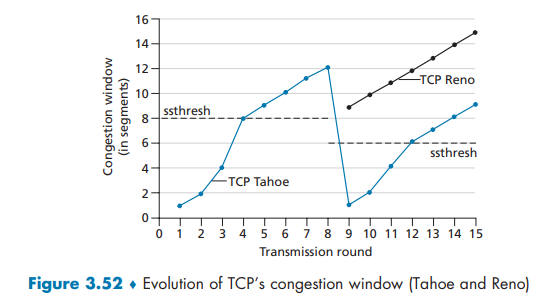 16
14
12
10
8
6
4
2
0
Congestion window
(in segments)
ssthresh
TCP Reno
ssthresh
TCP Tahoe
0 1 2 3 4 5 6 7 8 9 10 11 12 13 14 15
Transmission round
Figure 3.52 ♦ Evolution of TCP's congestion window (Tahoe and Reno)